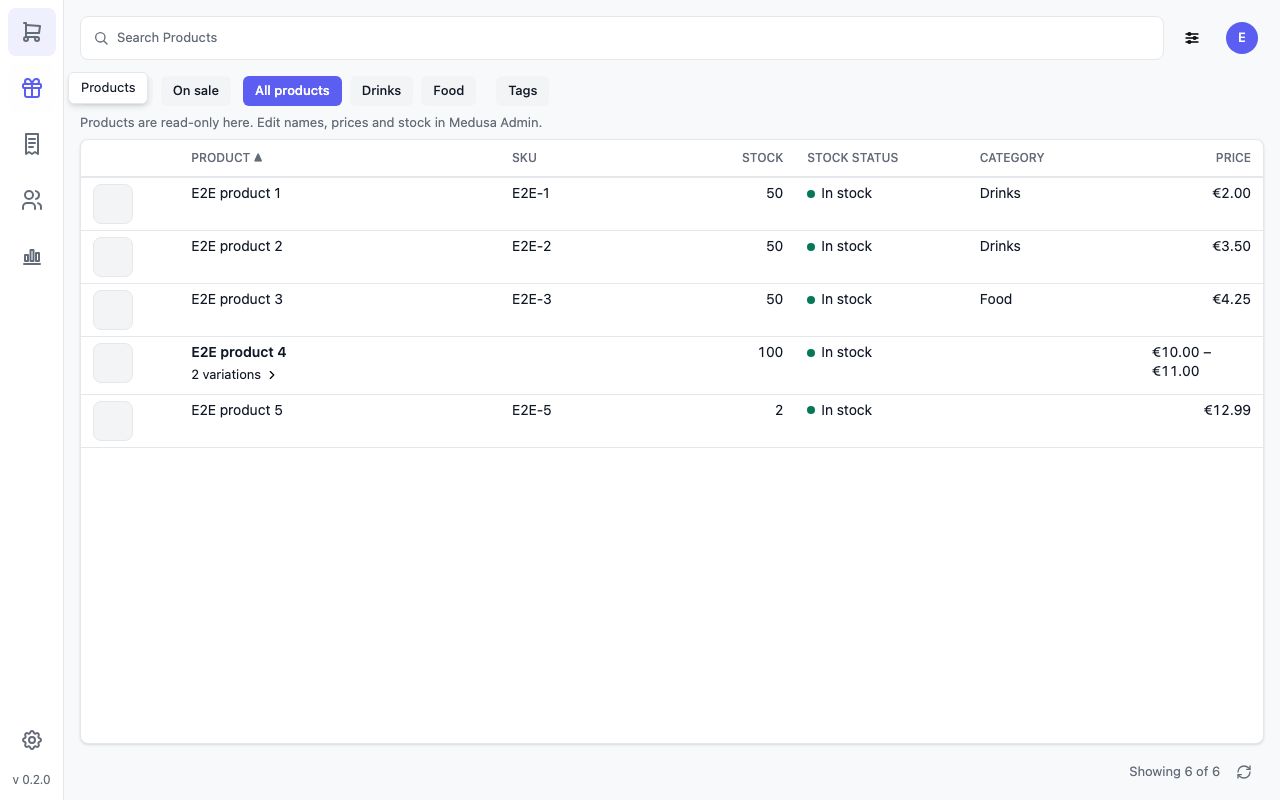 Search Products
E
Products
On sale
All products
Drinks
Food
Tags
Products are read-only here. Edit names, prices and stock in Medusa Admin.
PRODUCT ▲ SKU STOCK STOCK STATUS CATEGORY PRICE
E2E product 1 E2E-1 50 In stock Drinks €2.00
E2E product 2 E2E-2 50 In stock Drinks €3.50
E2E product 3 E2E-3 50 In stock Food €4.25
E2E product 4 100 In stock €10.00 –
2 variations €11.00
E2E product 5 E2E-5 2 In stock €12.99
Showing 6 of 6
v 0.2.0